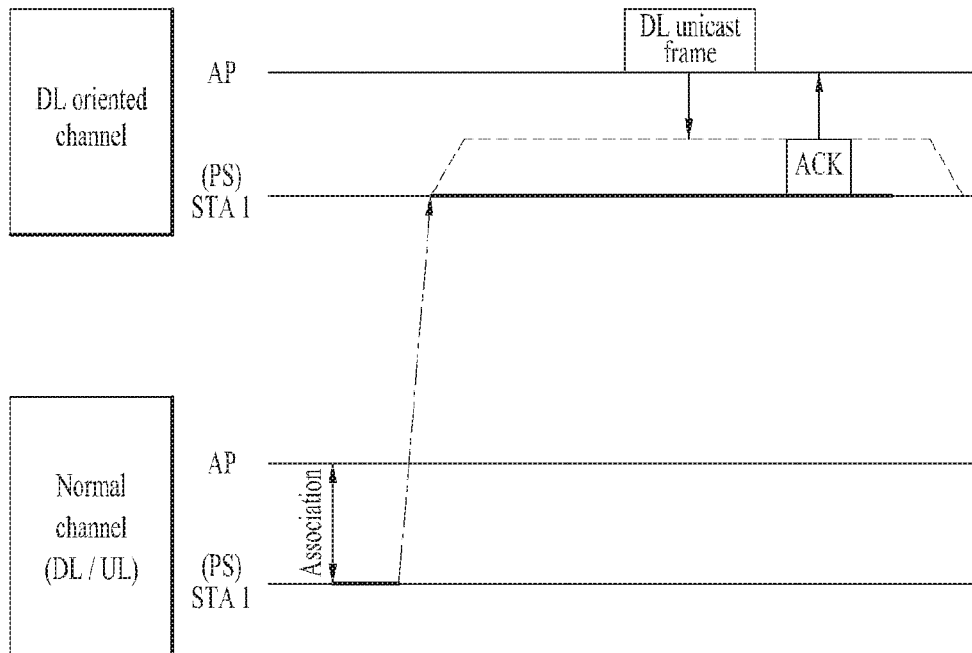 DL unicast
frame
AP
DL oriented
channel
(PS)
STA 1
ACK
AP
Normal
channel
(DL / UL)
Association
(PS)
STA 1